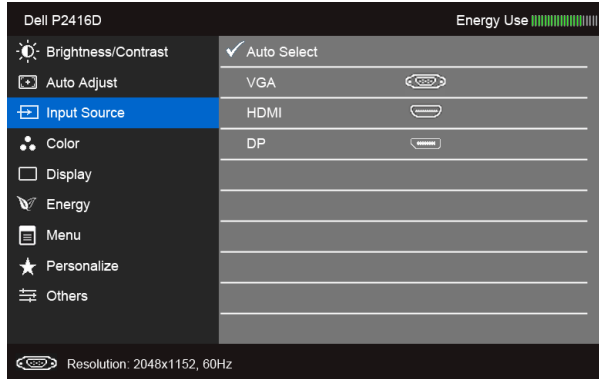 Dell P2416D
Energy Use
Brightness/Contrast
Auto Adjust
Input Source
Color
Display
Energy
Menu
Personalize
Others
Auto Select
VGA
HDMI
DP
Resolution: 2048x1152, 60Hz